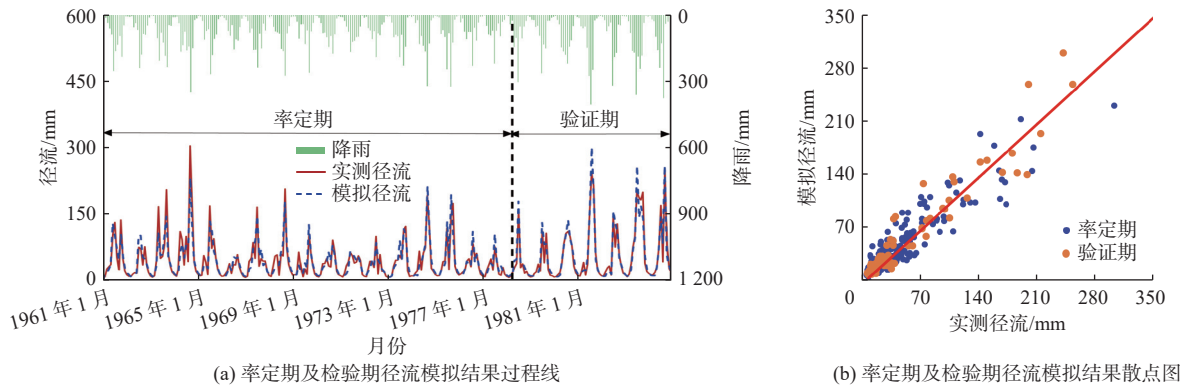 600
450
300
150
0
径流/mm
0
300
600
900
1 200
降雨/mm
率定期
验证期
降雨
实测径流
模拟径流
1961 年 1 月
1965 年 1 月
1969 年 1 月
1973 年 1 月
1977 年 1 月
1981 年 1 月
月份
(a) 率定期及检验期径流模拟结果过程线
350
280
210
140
70
模拟径流/mm
率定期
验证期
0
70
140
210
280
350
实测径流/mm
(b) 率定期及检验期径流模拟结果散点图